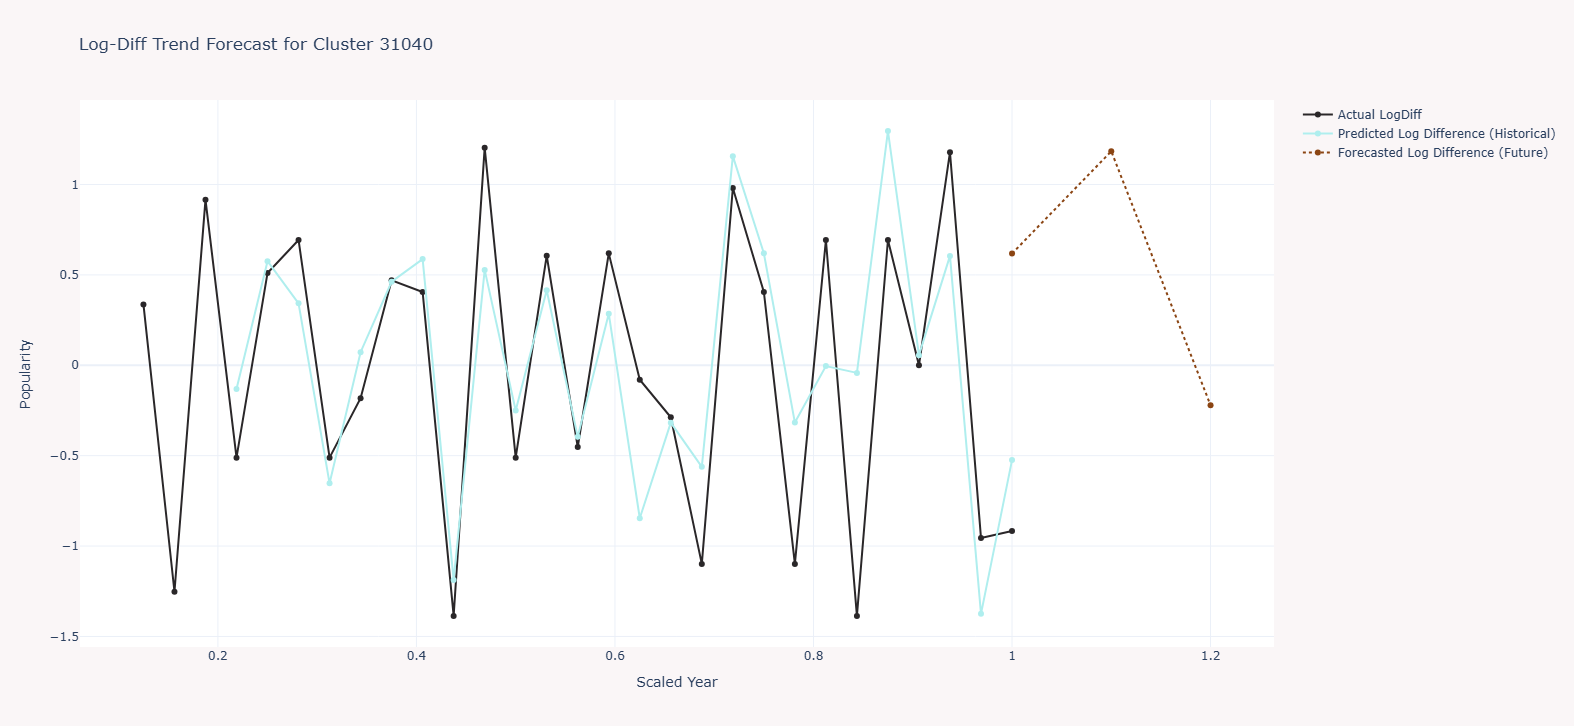 Log-Diff Trend Forecast for Cluster 31040
Actual LogDiff
Predicted Log Difference (Historical)
Forecasted Log Difference (Future)
Popularity
1
0.5
0
−0.5
−1
−1.5
0.2
0.4
0.6
0.8
1
1.2
Scaled Year